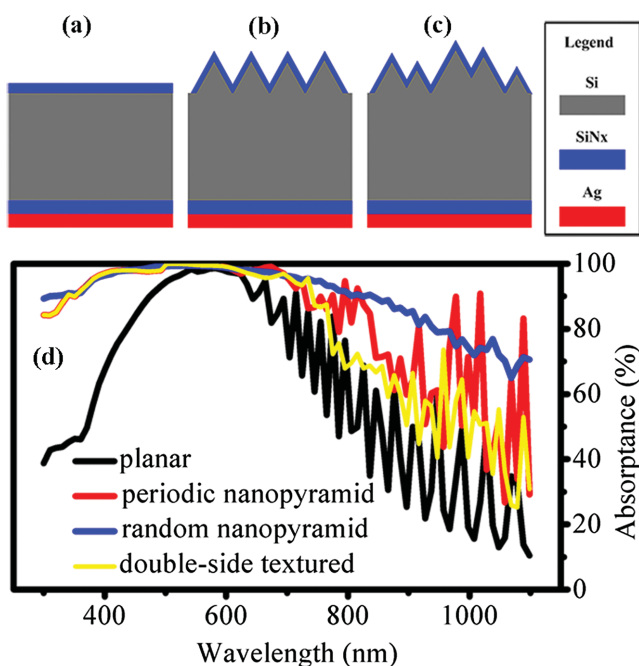 (a)
(b)
(c)
Legend
Si
SiNx
Ag
(d)
planar
periodic nanopyramid
random nanopyramid
double-side textured
100
80
60
40
20
0
Absorptance (%)
400
600
800
1000
Wavelength (nm)